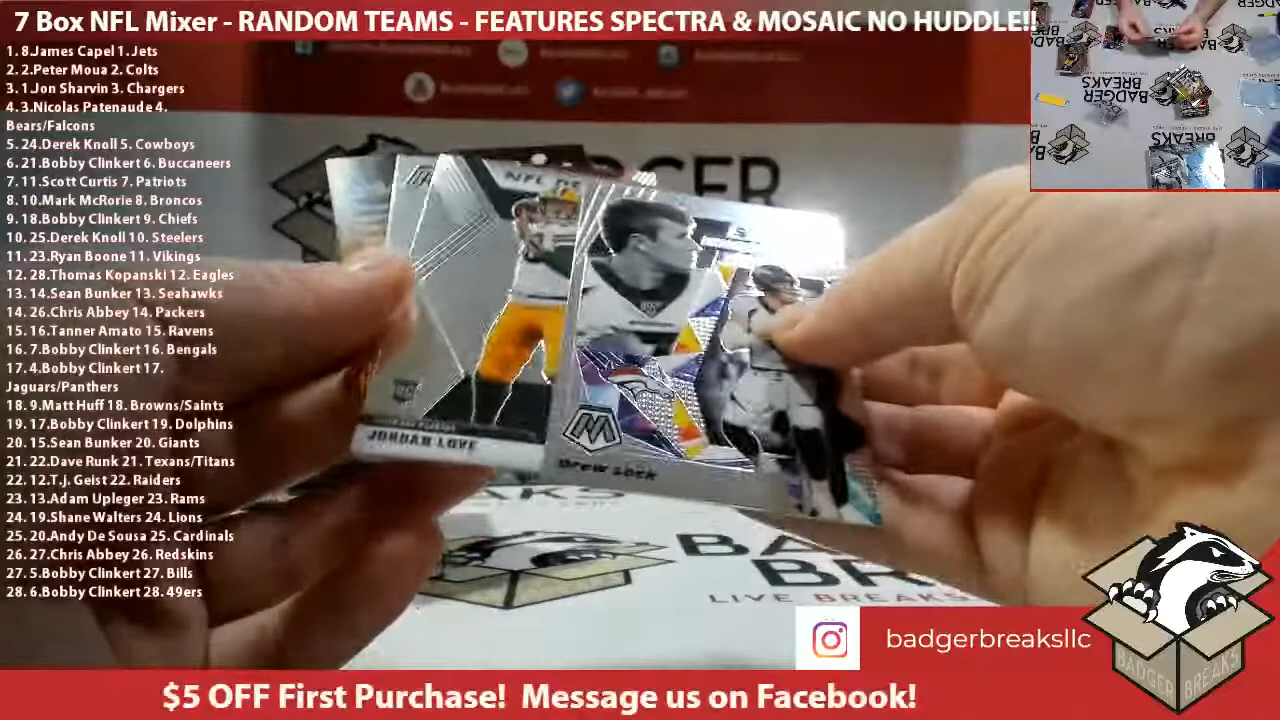 7 Box NFL Mixer - RANDOM TEAMS - FEATURES SPECTRA & MOSAIC NO HUDDLE!!
1. 8.James Capel 1. Jets
2. 2.Peter Moua 2. Colts
3. 1.Jon Sharvin 3. Chargers
4. 3.Nicolas Patenaude 4.
Bears/Falcons
5. 24.Derek Knoll 5. Cowboys
6. 21.Bobby Clinkert 6. Buccaneers
7. 11.Scott Curtis 7. Patriots
8. 10.Mark McRorie 8. Broncos
9. 18.Bobby Clinkert 9. Chiefs
10. 25.Derek Knoll 10. Steelers
11. 23.Ryan Boone 11. Vikings
12. 28.Thomas Kopanski 12. Eagles
13. 14.Sean Bunker 13. Seahawks
14. 26.Chris Abbey 14. Packers
15. 16.Tanner Amato 15. Ravens
16. 7.Bobby Clinkert 16. Bengals
17. 4.Bobby Clinkert 17.
Jaguars/Panthers
18. 9.Matt Huff 18. Browns/Saints
19. 17.Bobby Clinkert 19. Dolphins
20. 15.Sean Bunker 20. Giants
21. 22.Dave Runk 21. Texans/Titans
22. 12.T.J. Geist 22. Raiders
23. 13.Adam Upleger 23. Rams
24. 19.Shane Walters 24. Lions
25. 20.Andy De Sousa 25. Cardinals
26. 27.Chris Abbey 26. Redskins
27. 5.Bobby Clinkert 27. Bills
28. 6.Bobby Clinkert 28. 49ers
BADGER
BREAKS
NFL DE
RC
JORDAN LOVE
M
DREW LOCK
LIVE BREAKS
badgerbreaksllc
BADGER BREAKS
$5 OFF First Purchase! Message us on Facebook!